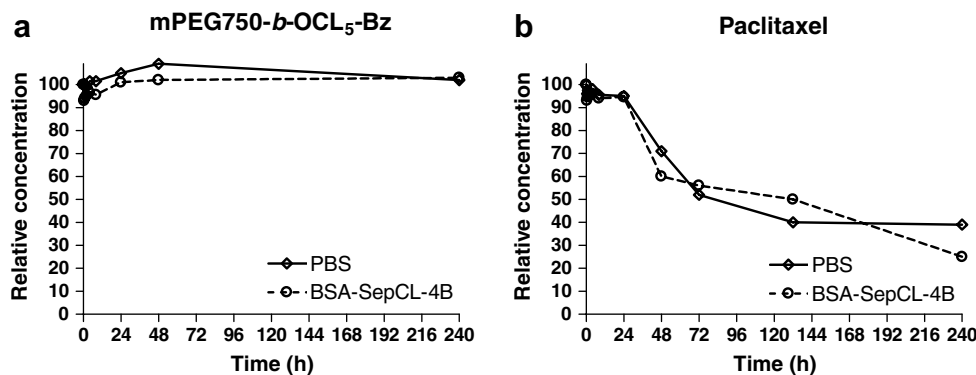 a mPEG750-b-OCL5-Bz
Relative concentration
100
90
80
70
60
50
40
30
20
10
0
PBS
BSA-SepCL-4B
0 24 48 72 96 120 144 168 192 216 240
Time (h)
b Paclitaxel
Relative concentration
100
90
80
70
60
50
40
30
20
10
0
PBS
BSA-SepCL-4B
0 24 48 72 96 120 144 168 192 216 240
Time (h)